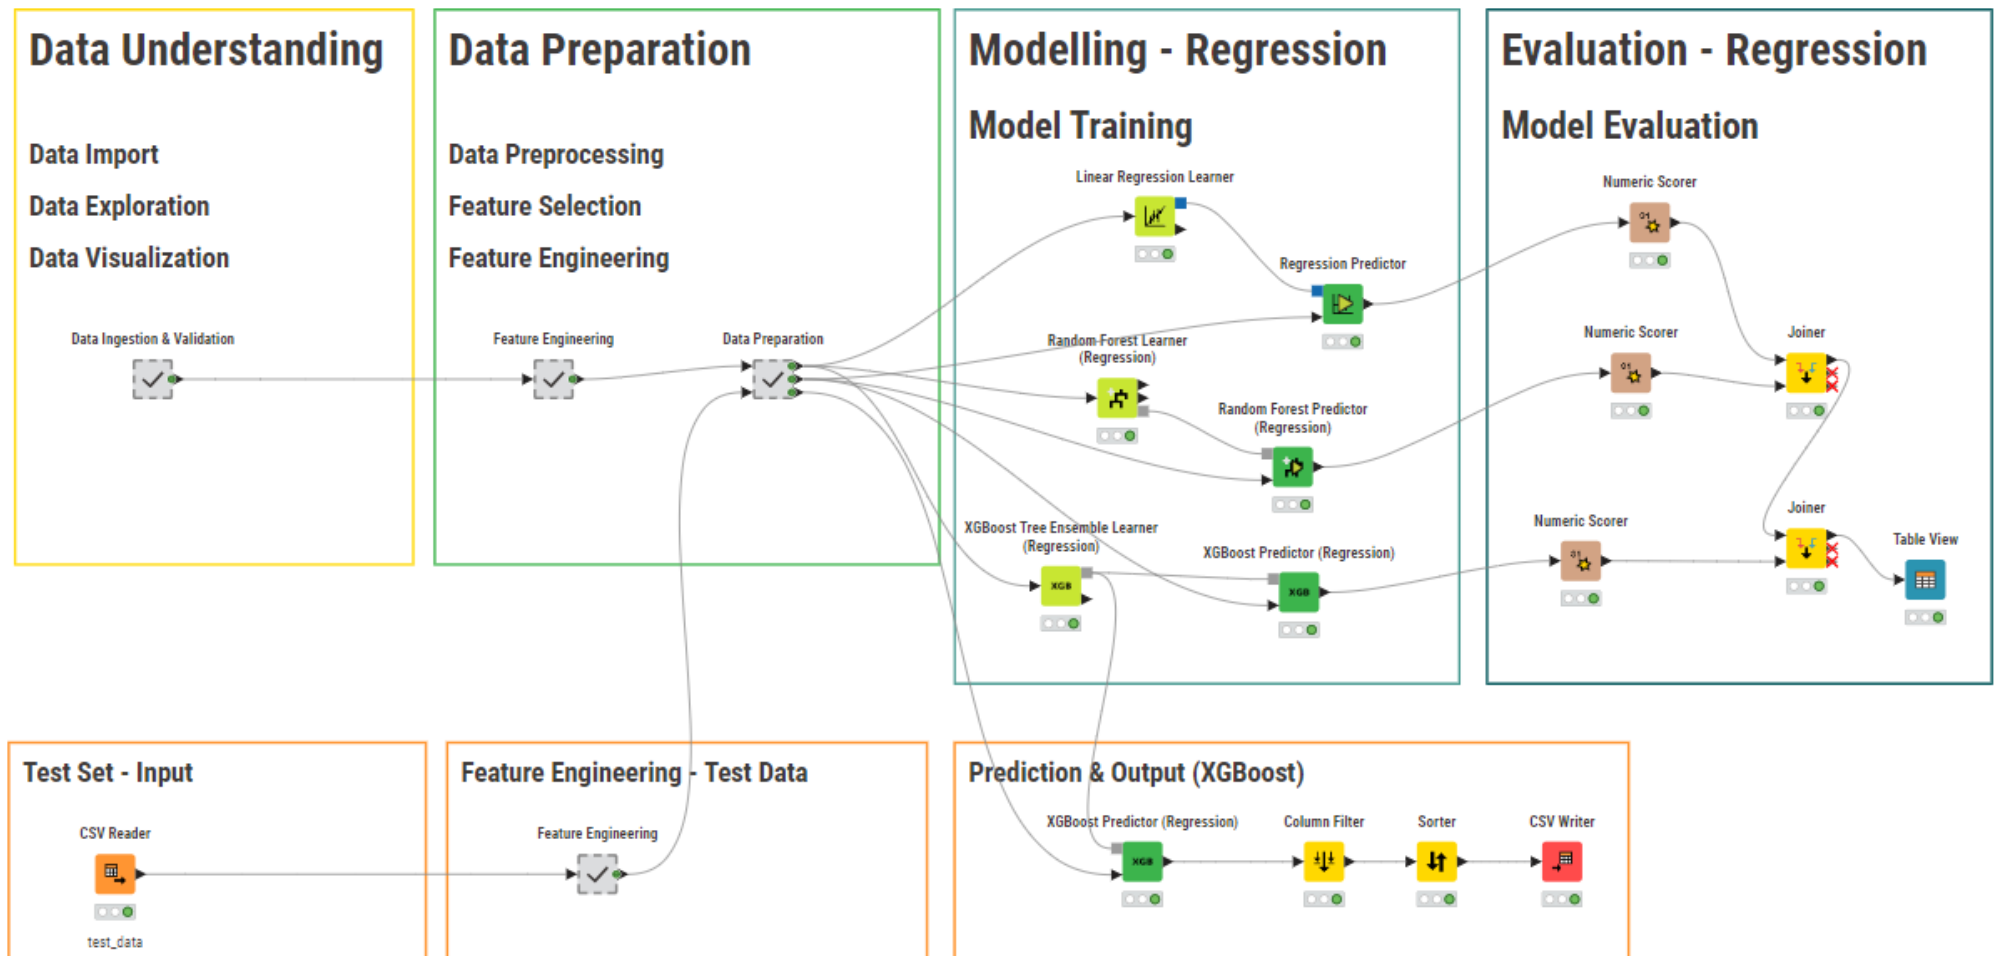 Data Understanding
Data Import
Data Exploration
Data Visualization
Data Ingestion & Validation
Data Preparation
Data Preprocessing
Feature Selection
Feature Engineering
Feature Engineering
Data Preparation
Modelling - Regression
Model Training
Linear Regression Learner
Regression Predictor
Random Forest Learner
(Regression)
Random Forest Predictor
(Regression)
XGBoost Tree Ensemble Learner
(Regression)
XGB
XGBoost Predictor (Regression)
XGB
Evaluation - Regression
Model Evaluation
Numeric Scorer
Numeric Scorer
Joiner
Numeric Scorer
Joiner
Table View
Test Set - Input
CSV Reader
test_data
Feature Engineering - Test Data
Feature Engineering
Prediction & Output (XGBoost)
XGBoost Predictor (Regression)
XGB
Column Filter
Sorter
CSV Writer